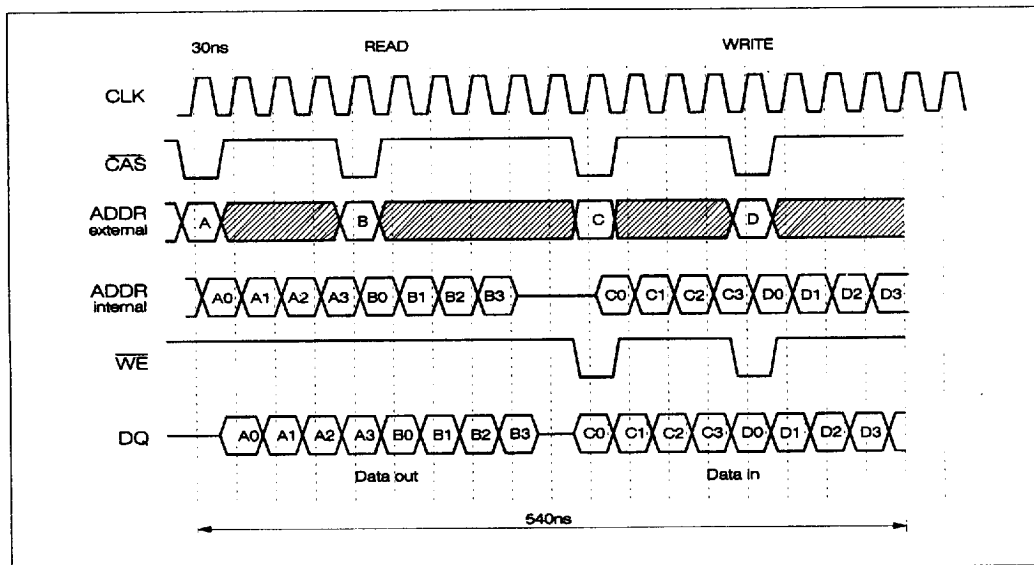 30ns READ WRITE
CLK
CAS
ADDR external A B C D
ADDR internal A0 A1 A2 A3 B0 B1 B2 B3 C0 C1 C2 C3 D0 D1 D2 D3
WE
DQ A0 A1 A2 A3 B0 B1 B2 B3 C0 C1 C2 C3 D0 D1 D2 D3
Data out Data in
540ns